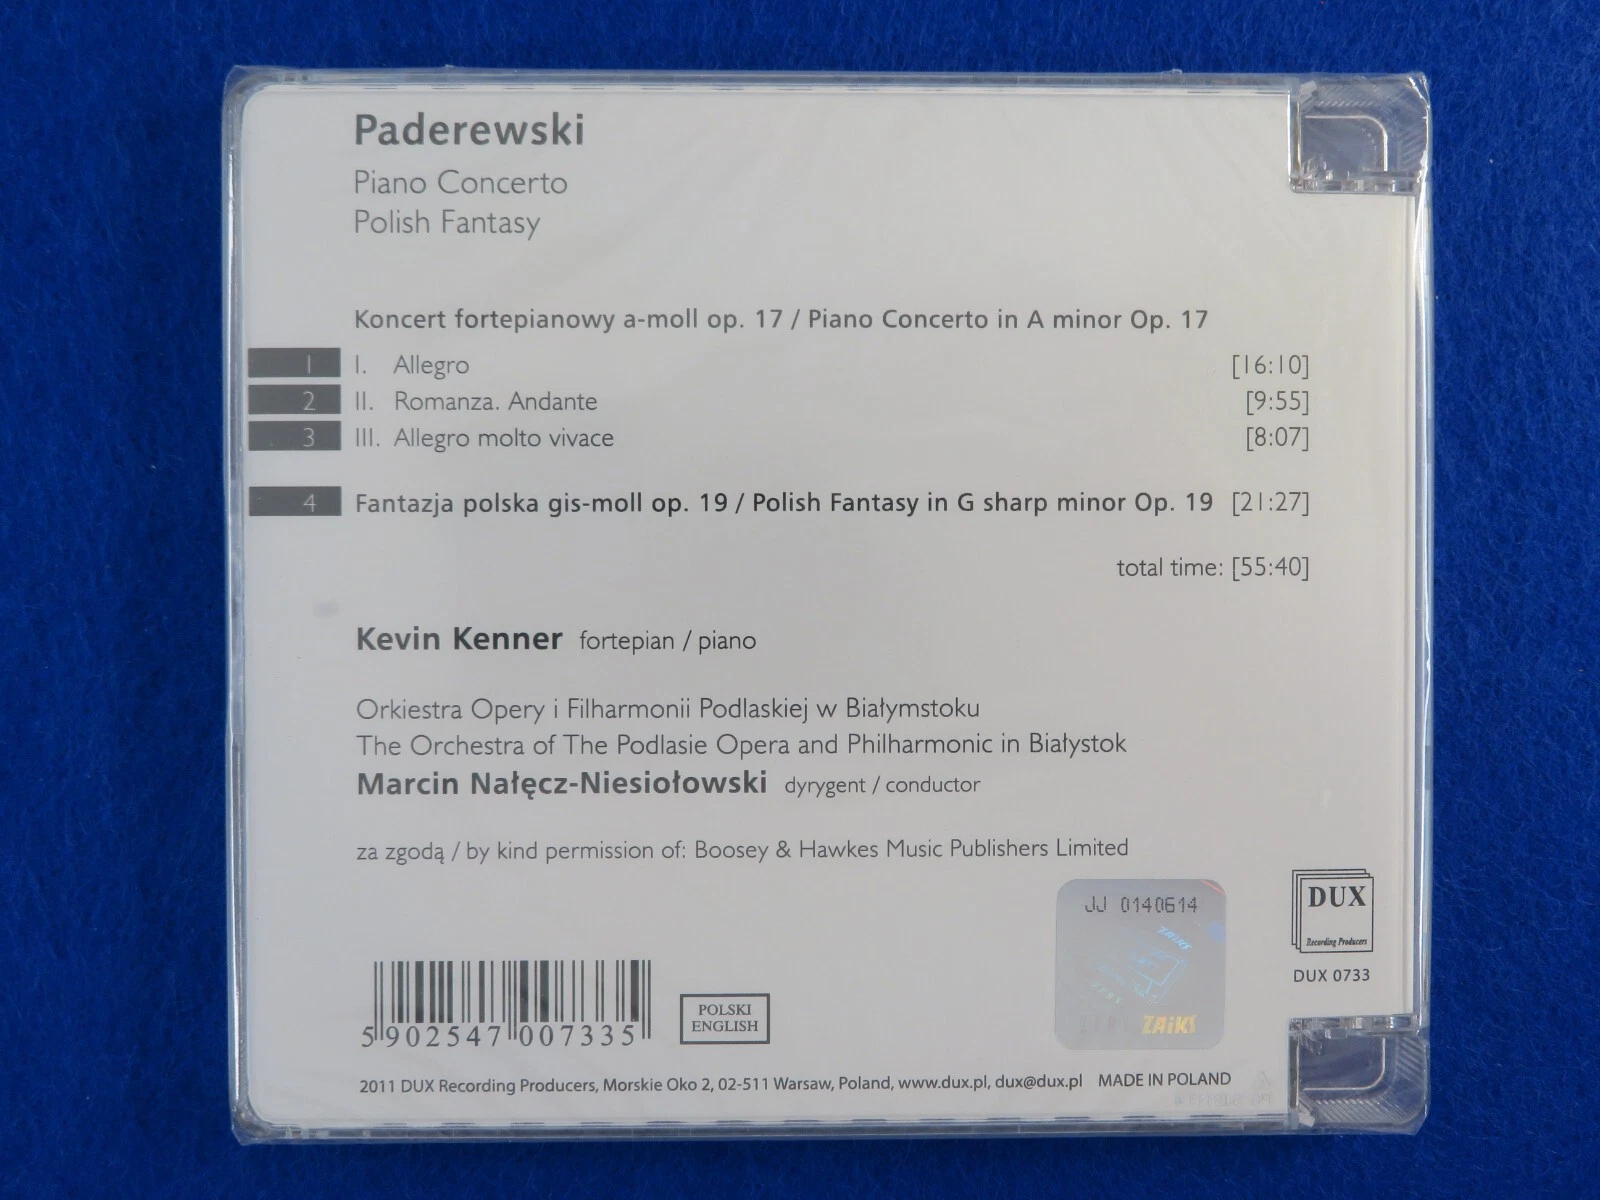 Paderewski
Piano Concerto
Polish Fantasy
Koncert fortepianowy a-moll op. 17 / Piano Concerto in A minor Op. 17
1 I. Allegro [16:10]
2 II. Romanza. Andante [9:55]
3 III. Allegro molto vivace [8:07]
4 Fantazja polska gis-moll op. 19 / Polish Fantasy in G sharp minor Op. 19 [21:27]
total time: [55:40]
Kevin Kenner fortepian / piano
Orkiestra Opery i Filharmonii Podlaskiej w Białymstoku
The Orchestra of The Podlasie Opera and Philharmonic in Białystok
Marcin Nałęcz-Niesiołowski dyrygent / conductor
za zgodą / by kind permission of: Boosey & Hawkes Music Publishers Limited
JJ 0140614
ZAiKS
ZAiKS
DUX
Recording Producers
DUX 0733
5 902547 007335
POLSKI
ENGLISH
2011 DUX Recording Producers, Morskie Oko 2, 02-511 Warsaw, Poland, www.dux.pl, dux@dux.pl MADE IN POLAND